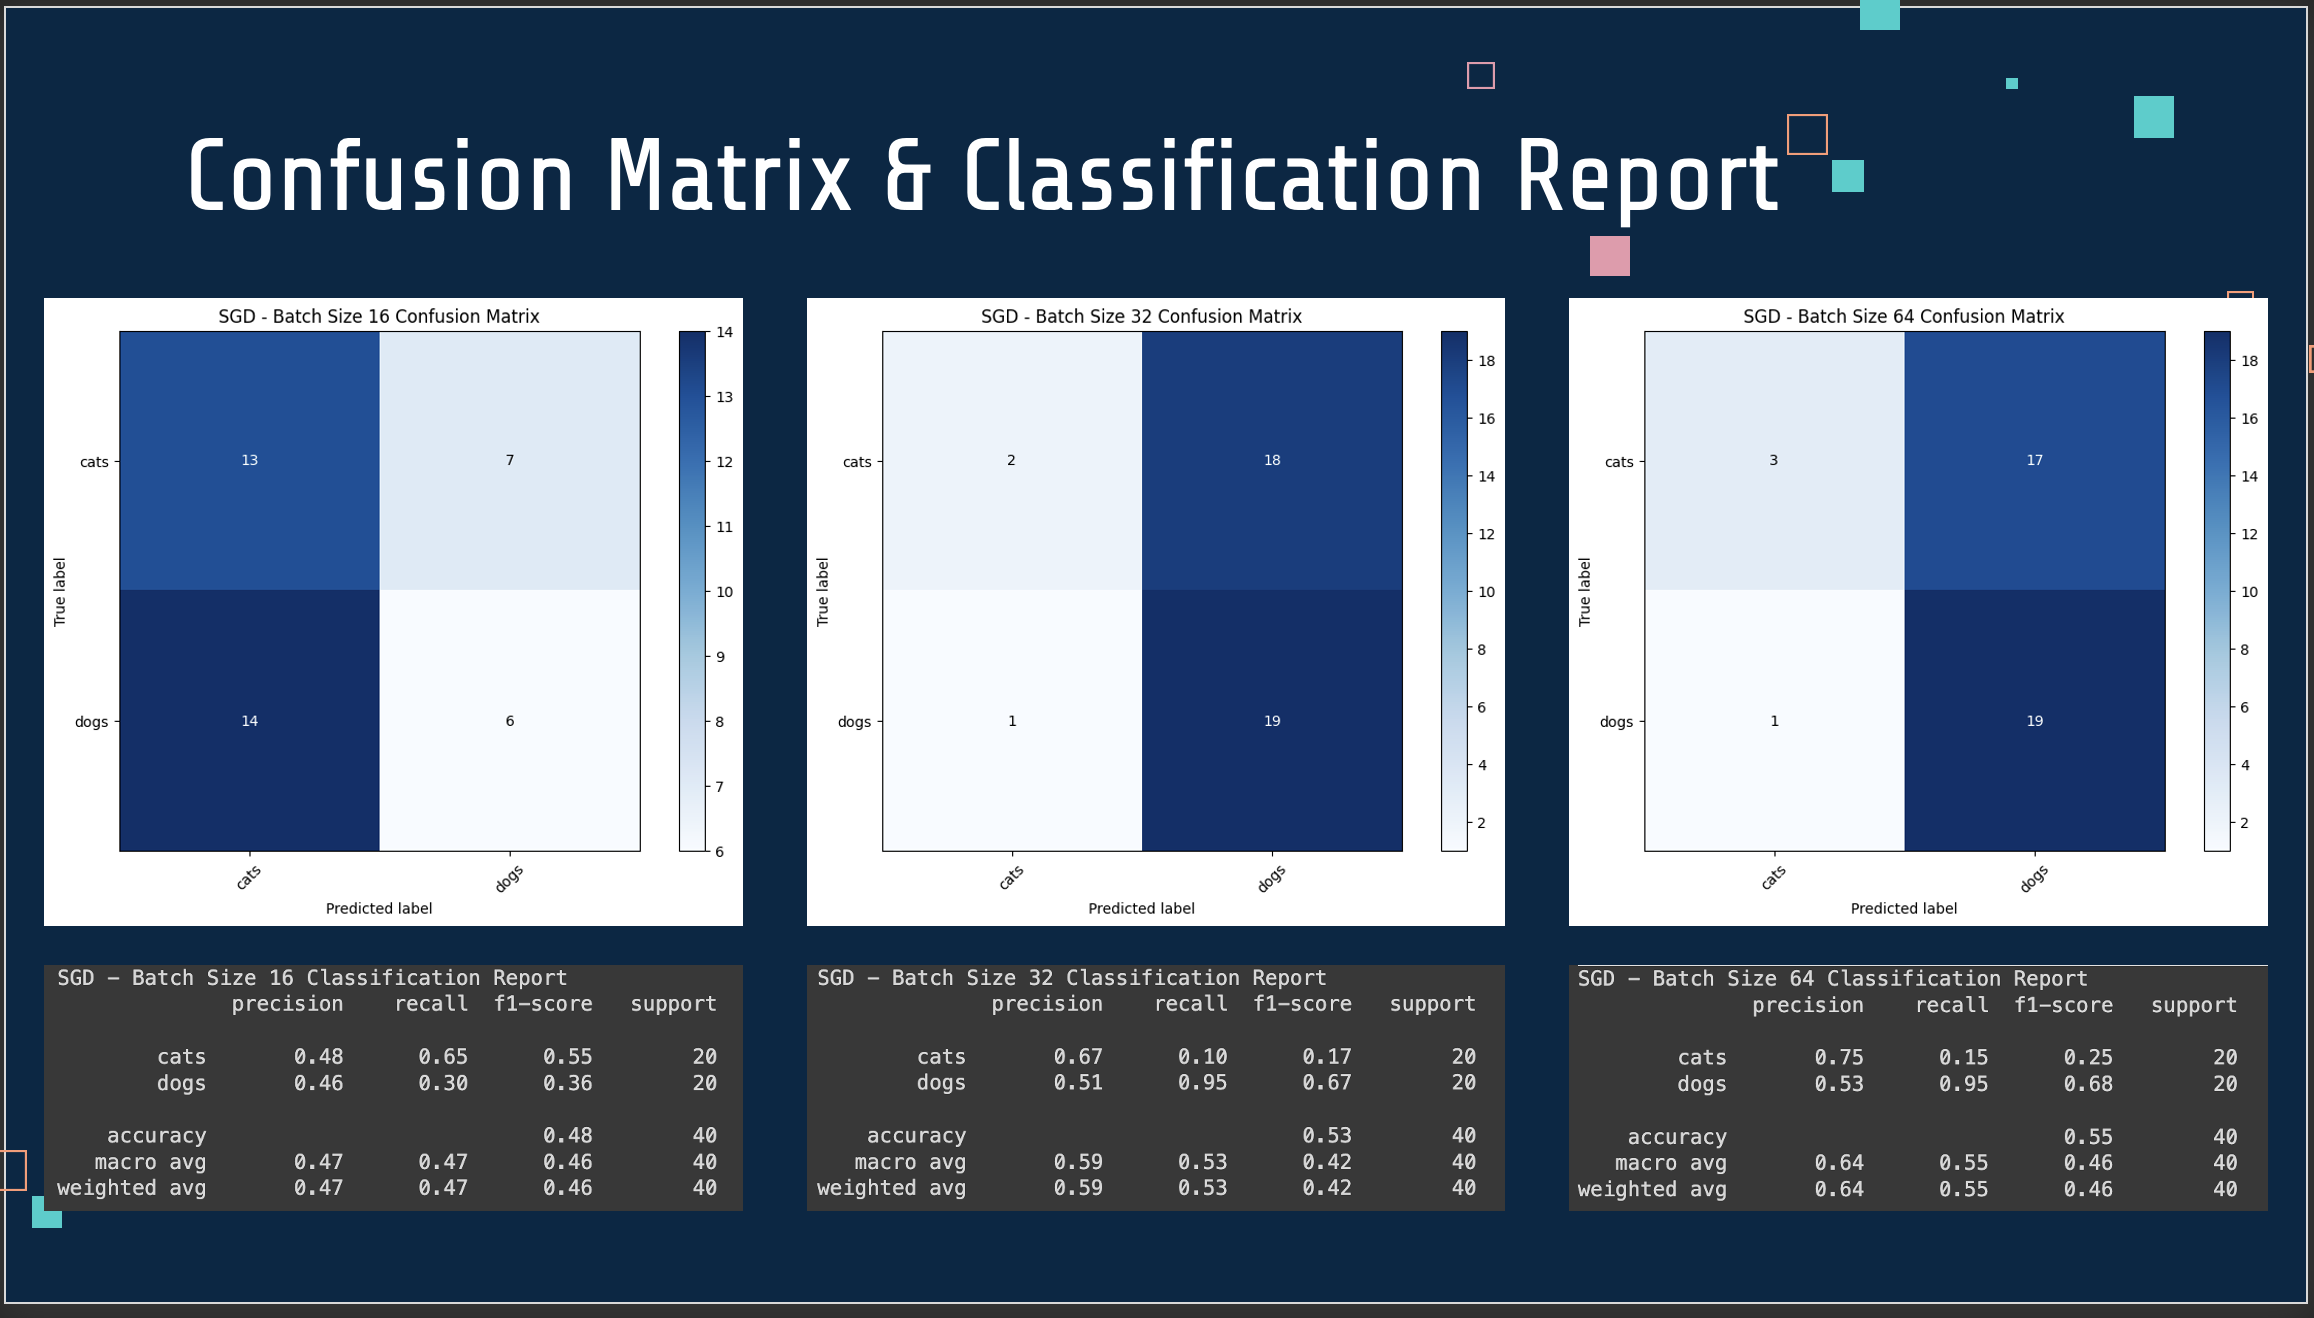 Confusion Matrix & Classification Report
SGD - Batch Size 16 Confusion Matrix
14
13
12
11
10
9
8
7
6
cats
dogs
13
7
14
6
True label
cats
dogs
Predicted label
SGD - Batch Size 32 Confusion Matrix
18
16
14
12
10
8
6
4
2
cats
dogs
2
18
1
19
True label
cats
dogs
Predicted label
SGD - Batch Size 64 Confusion Matrix
18
16
14
12
10
8
6
4
2
cats
dogs
3
17
1
19
True label
cats
dogs
Predicted label
SGD – Batch Size 16 Classification Report
precision recall f1-score support
cats 0.48 0.65 0.55 20
dogs 0.46 0.30 0.36 20
accuracy 0.48 40
macro avg 0.47 0.47 0.46 40
weighted avg 0.47 0.47 0.46 40
SGD – Batch Size 32 Classification Report
precision recall f1-score support
cats 0.67 0.10 0.17 20
dogs 0.51 0.95 0.67 20
accuracy 0.53 40
macro avg 0.59 0.53 0.42 40
weighted avg 0.59 0.53 0.42 40
SGD – Batch Size 64 Classification Report
precision recall f1-score support
cats 0.75 0.15 0.25 20
dogs 0.53 0.95 0.68 20
accuracy 0.55 40
macro avg 0.64 0.55 0.46 40
weighted avg 0.64 0.55 0.46 40